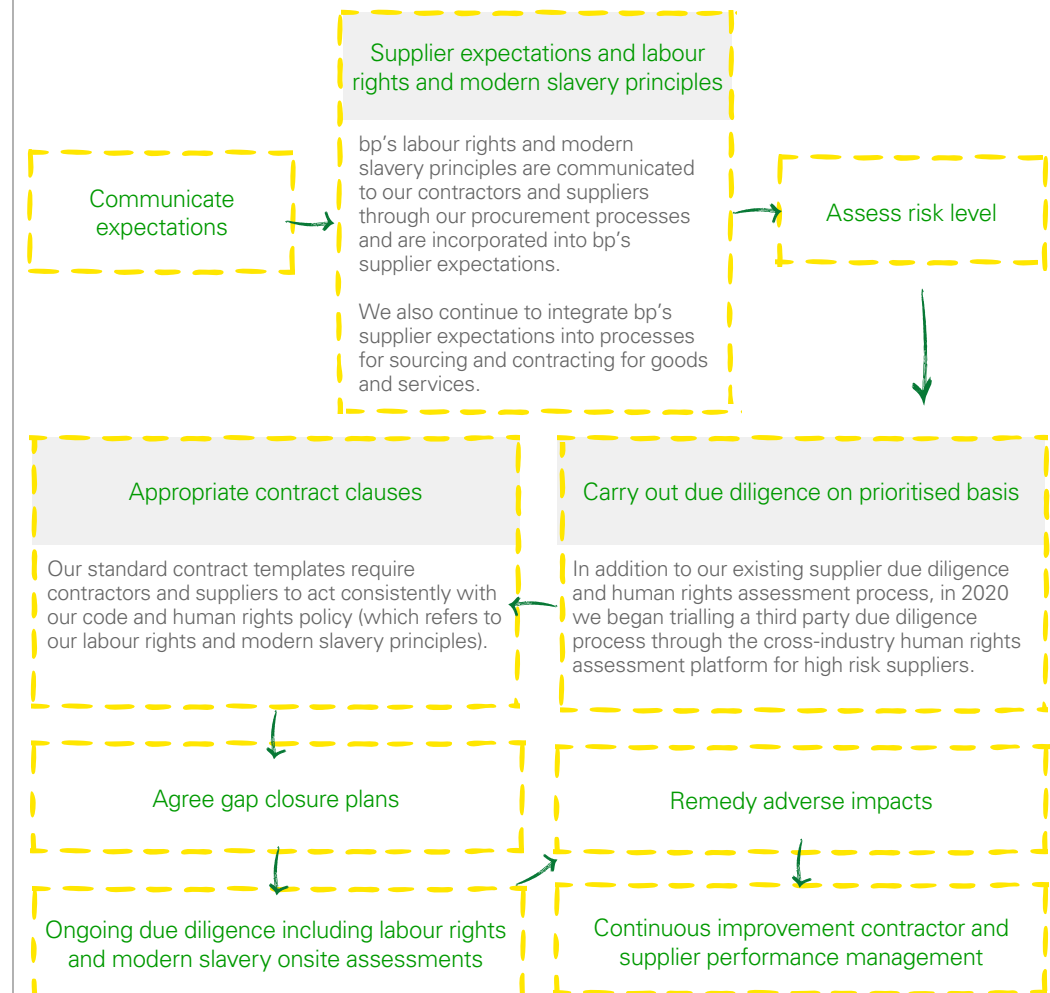 Communicate
expectations
Supplier expectations and labour
rights and modern slavery principles
bp's labour rights and modern
slavery principles are communicated
to our contractors and suppliers
through our procurement processes
and are incorporated into bp's
supplier expectations.
We also continue to integrate bp's
supplier expectations into processes
for sourcing and contracting for goods
and services.
Assess risk level
Carry out due diligence on prioritised basis
In addition to our existing supplier due diligence
and human rights assessment process, in 2020
we began trialling a third party due diligence
process through the cross-industry human rights
assessment platform for high risk suppliers.
Appropriate contract clauses
Our standard contract templates require
contractors and suppliers to act consistently with
our code and human rights policy (which refers to
our labour rights and modern slavery principles).
Agree gap closure plans
Ongoing due diligence including labour rights
and modern slavery onsite assessments
Remedy adverse impacts
Continuous improvement contractor and
supplier performance management